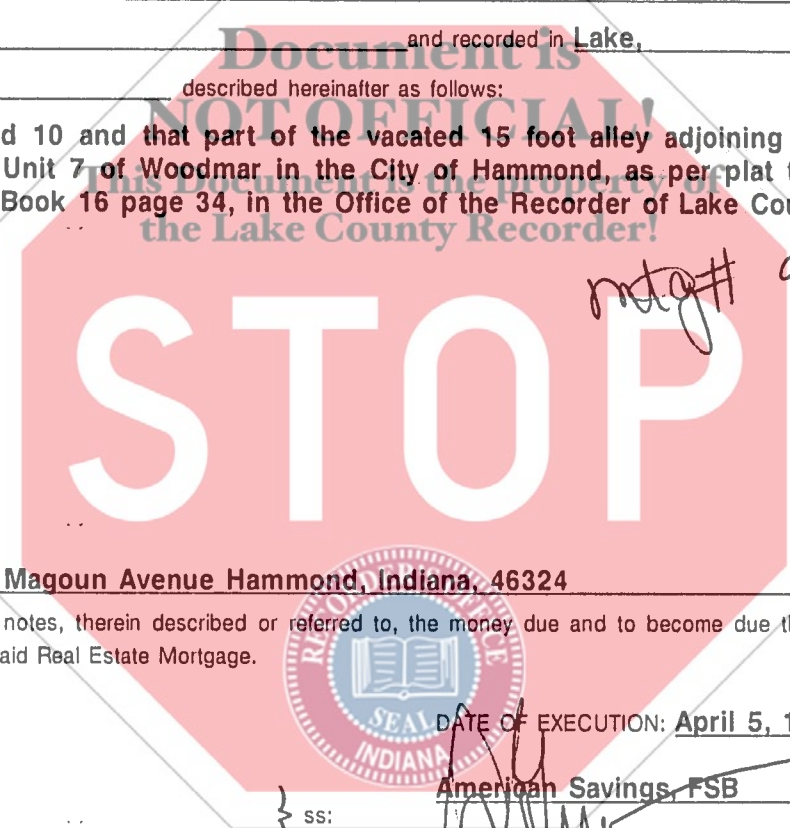 and recorded in Lake,
Document is
described hereinafter as follows:
NOT OFFICIAL!
d 10 and that part of the vacated 15 foot alley adjoining
Unit 7 of Woodmar in the City of Hammond, as per plat
This Document is the property of
Book 16 page 34, in the Office of the Recorder of Lake Cou
the Lake County Recorder!
mtg#
STOP
Magoun Avenue Hammond, Indiana, 46324
notes, therein described or referred to, the money due and to become due th
aid Real Estate Mortgage.
RECORDER'S OFFICE
SEAL
INDIANA
DATE OF EXECUTION: April 5, 1
American Savings, FSB
} ss: